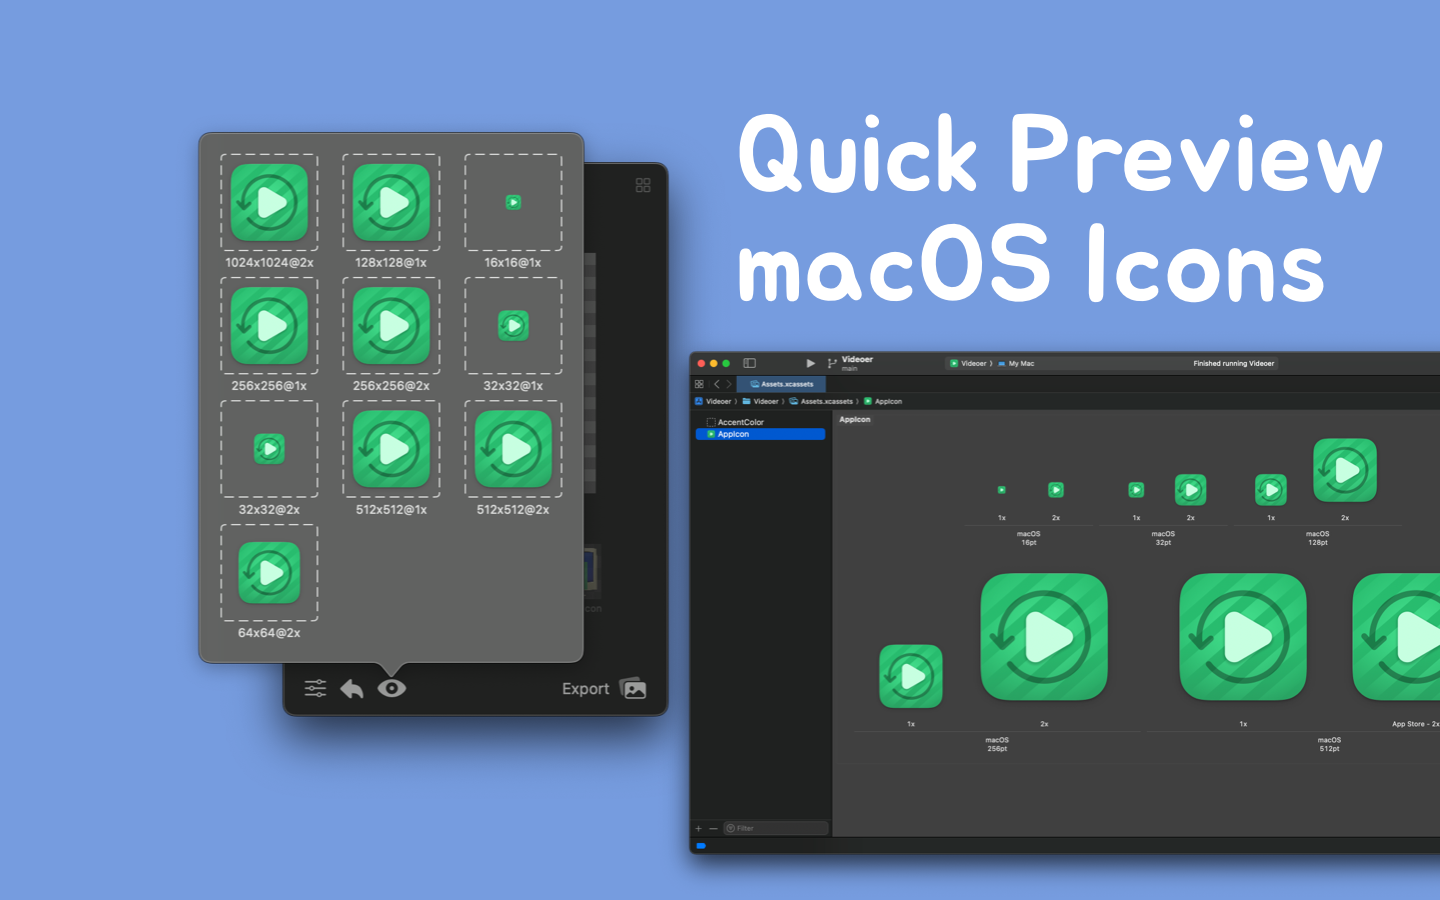 Quick Preview
macOS Icons
1024x1024@2x
128x128@1x
16x16@1x
256x256@1x
256x256@2x
32x32@1x
32x32@2x
512x512@1x
512x512@2x
64x64@2x
Export
Videoer
main
Videoer
My Mac
Finished running Videoer
Assets.xcassets
Videoer
Videoer
Assets.xcassets
AppIcon
AccentColor
AppIcon
AppIcon
1x
2x
1x
2x
1x
2x
macOS
16pt
macOS
32pt
macOS
128pt
1x
2x
1x
App Store - 2x
macOS
256pt
macOS
512pt
Filter